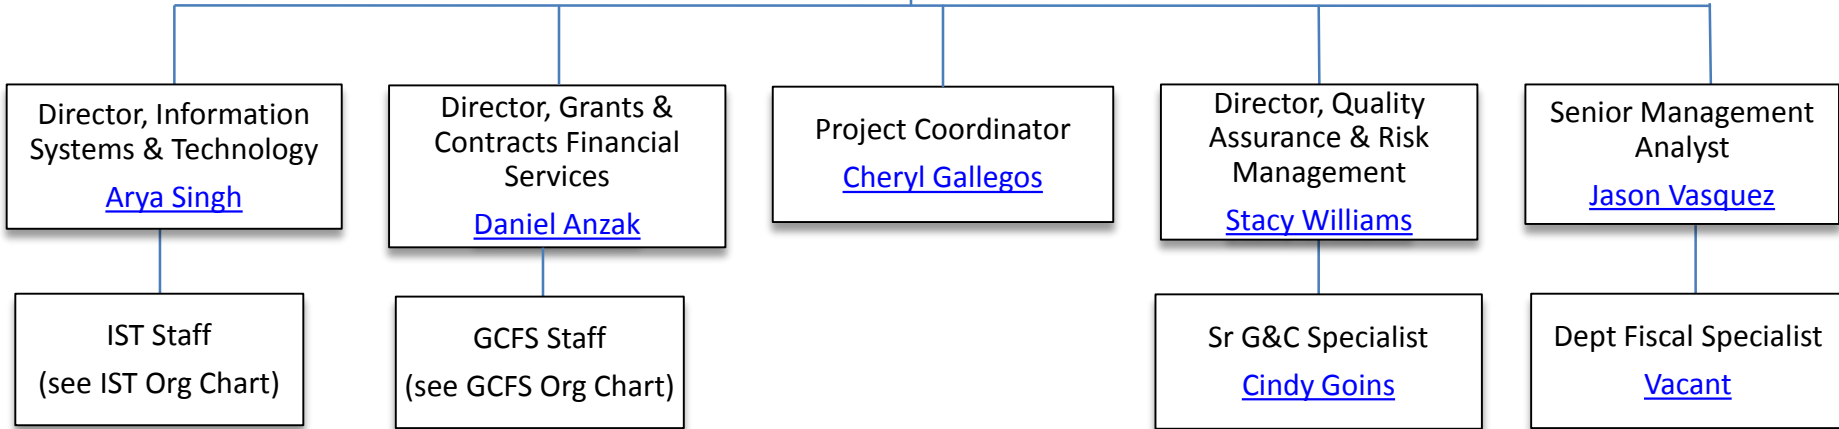 Director, Information
Systems & Technology
Arya Singh
Director, Grants &
Contracts Financial
Services
Daniel Anzak
Project Coordinator
Cheryl Gallegos
Director, Quality
Assurance & Risk
Management
Stacy Williams
Senior Management
Analyst
Jason Vasquez
IST Staff
(see IST Org Chart)
GCFS Staff
(see GCFS Org Chart)
Sr G&C Specialist
Cindy Goins
Dept Fiscal Specialist
Vacant